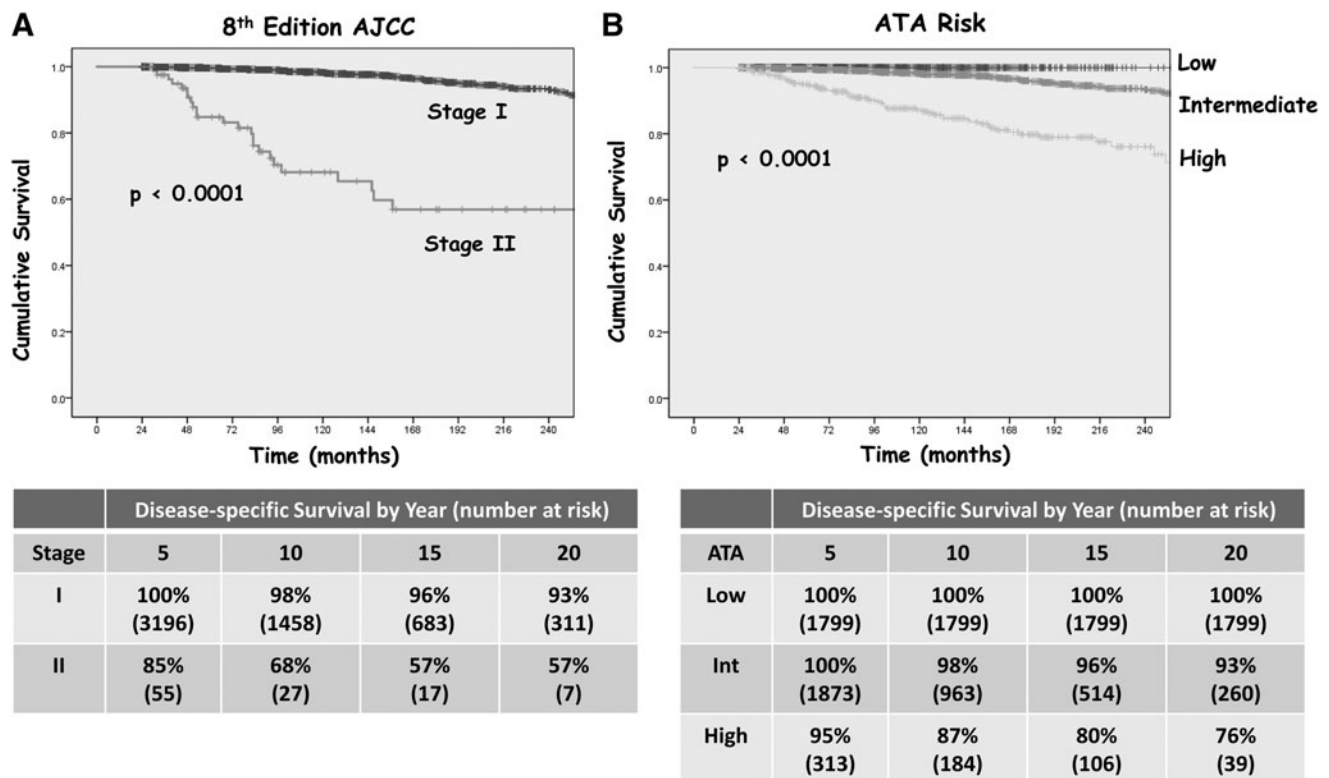 A
8th Edition AJCC
Cumulative Survival
1.0
0.8
0.6
0.4
0.2
0.0
Stage I
p < 0.0001
Stage II
0 24 48 72 96 120 144 168 192 216 240
Time (months)
Disease-specific Survival by Year (number at risk)
Stage 5 10 15 20
I 100% 98% 96% 93%
(3196) (1458) (683) (311)
II 85% 68% 57% 57%
(55) (27) (17) (7)
B
ATA Risk
Cumulative Survival
1.0
0.8
0.6
0.4
0.2
0.0
Low
Intermediate
p < 0.0001
High
0 24 48 72 96 120 144 168 192 216 240
Time (months)
Disease-specific Survival by Year (number at risk)
ATA 5 10 15 20
Low 100% 100% 100% 100%
(1799) (1799) (1799) (1799)
Int 100% 98% 96% 93%
(1873) (963) (514) (260)
High 95% 87% 80% 76%
(313) (184) (106) (39)